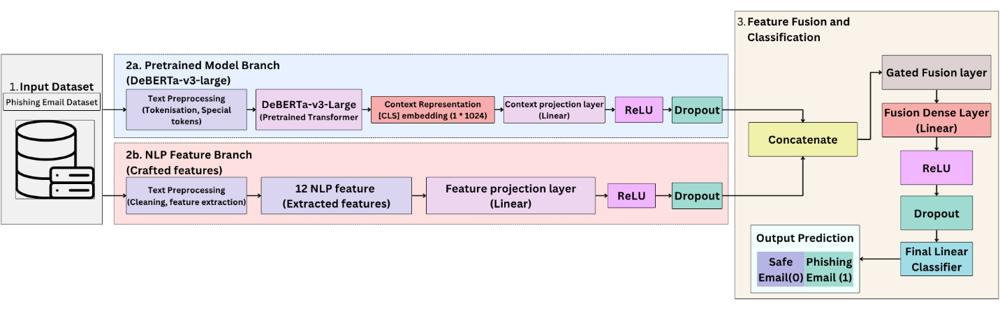 1. Input Dataset
Phishing Email Dataset
2a. Pretrained Model Branch
(DeBERTa-v3-large)
Text Preprocessing
(Tokenisation, Special
tokens)
DeBERTa-v3-Large
(Pretrained Transformer
Context Representation
[CLS] embedding (1 * 1024)
Context projection layer
(Linear)
ReLU
Dropout
2b. NLP Feature Branch
(Crafted features)
Text Preprocessing
(Cleaning, feature extraction)
12 NLP feature
(Extracted features)
Feature projection layer
(Linear)
ReLU
Dropout
3. Feature Fusion and
Classification
Concatenate
Gated Fusion layer
Fusion Dense Layer
(Linear)
ReLU
Dropout
Final Linear
Classifier
Output Prediction
Safe
Email(0)
Phishing
Email (1)